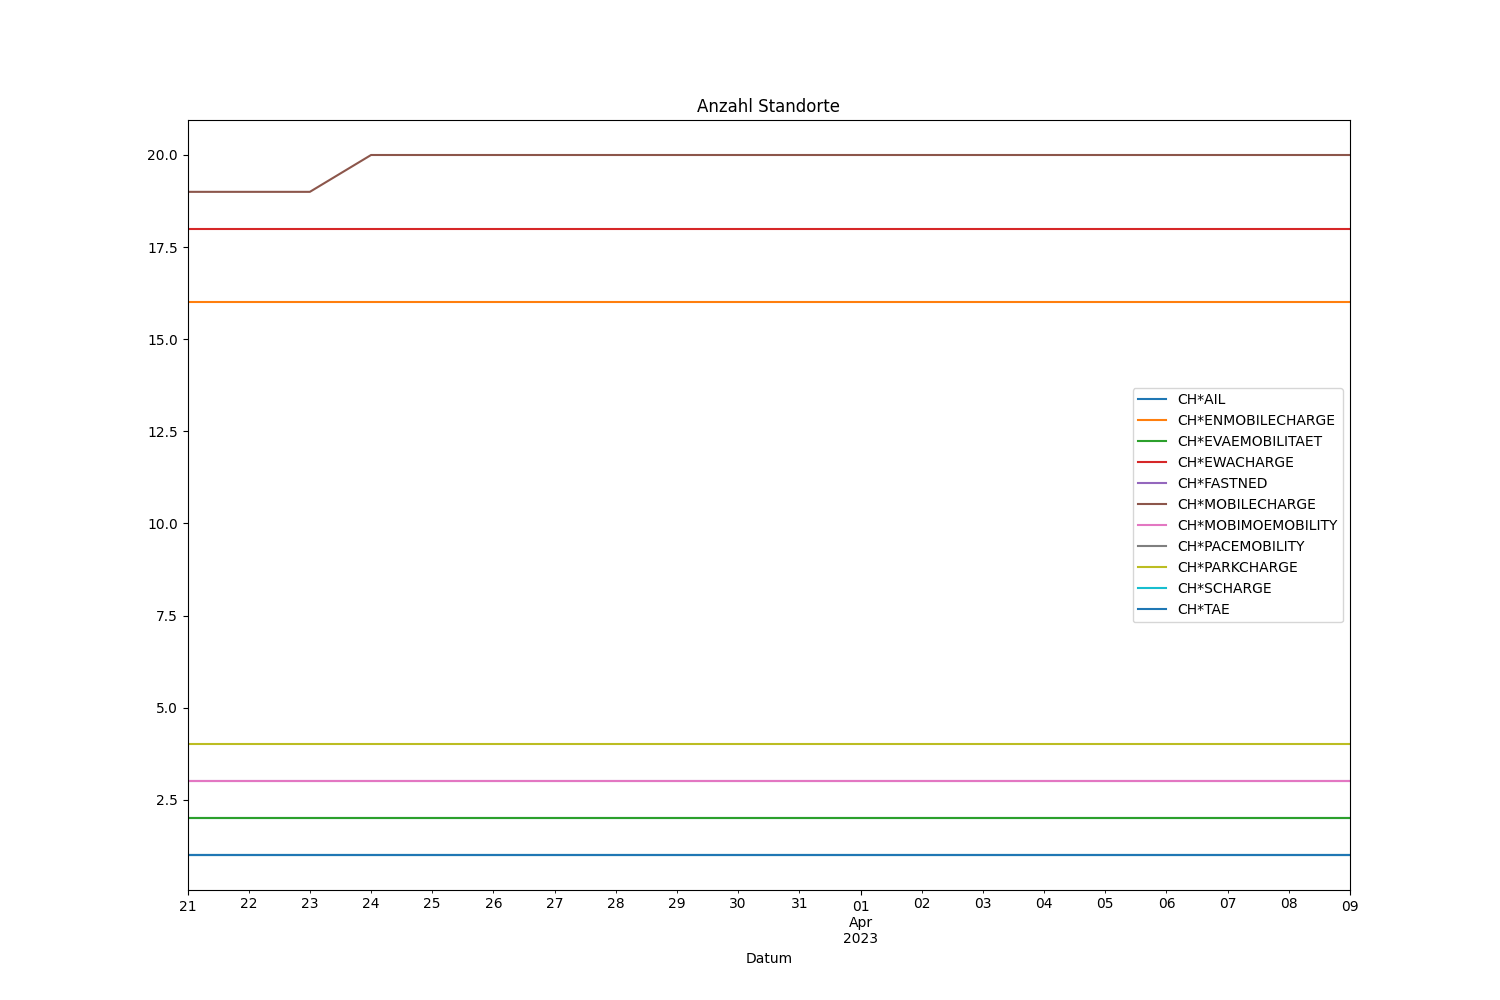 Anzahl Standorte
20.0
17.5
15.0
12.5
10.0
7.5
5.0
2.5
CH*AIL
CH*ENMOBILECHARGE
CH*EVAEMOBILITAET
CH*EWACHARGE
CH*FASTNED
CH*MOBILECHARGE
CH*MOBIMOEMOBILITY
CH*PACEMOBILITY
CH*PARKCHARGE
CH*SCHARGE
CH*TAE
21 22 23 24 25 26 27 28 29 30 31 01 02 03 04 05 06 07 08 09
Apr
2023
Datum